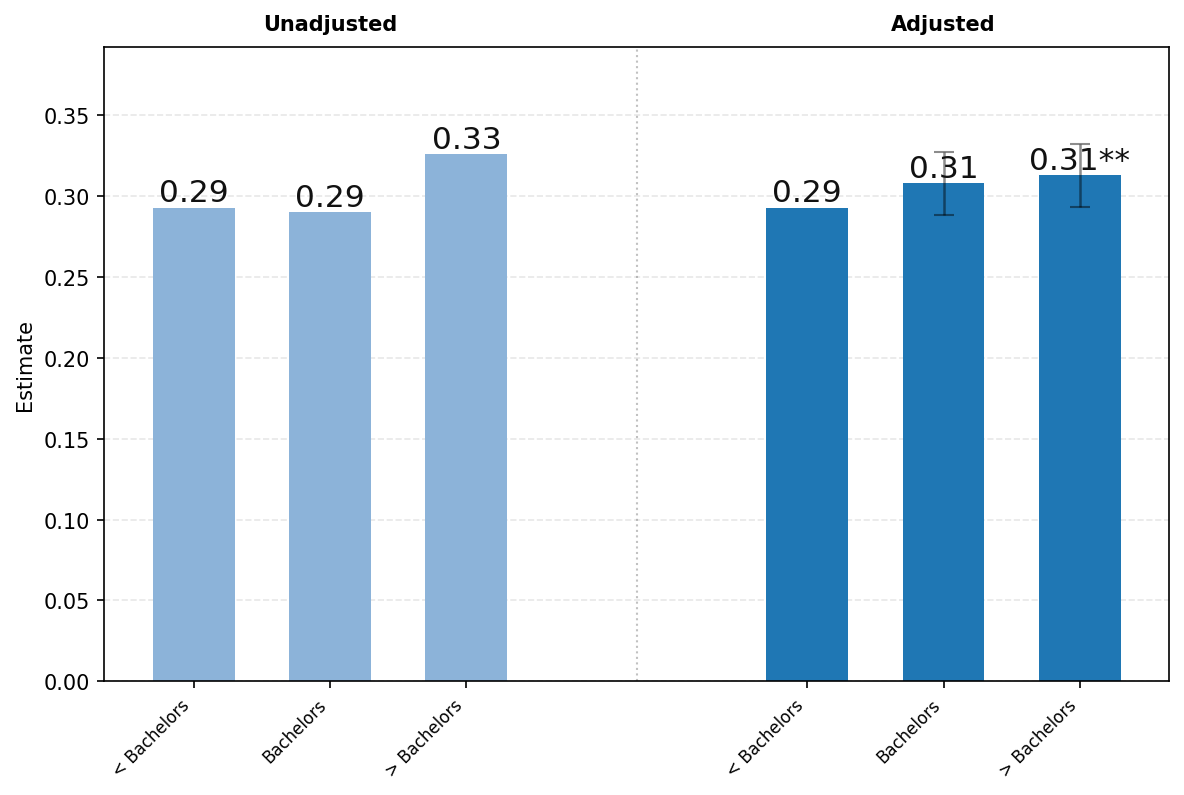 Unadjusted
Adjusted
Estimate
0.35
0.30
0.25
0.20
0.15
0.10
0.05
0.00
0.29
0.29
0.33
0.29
0.31
0.31**
< Bachelors
Bachelors
> Bachelors
< Bachelors
Bachelors
> Bachelors